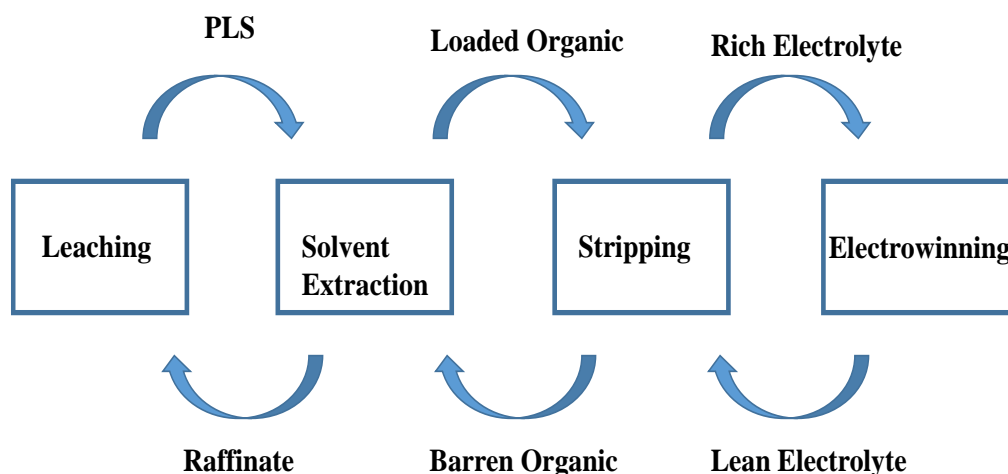 PLS
Loaded Organic
Rich Electrolyte
Leaching
Solvent
Extraction
Stripping
Electrowinning
Raffinate
Barren Organic
Lean Electrolyte